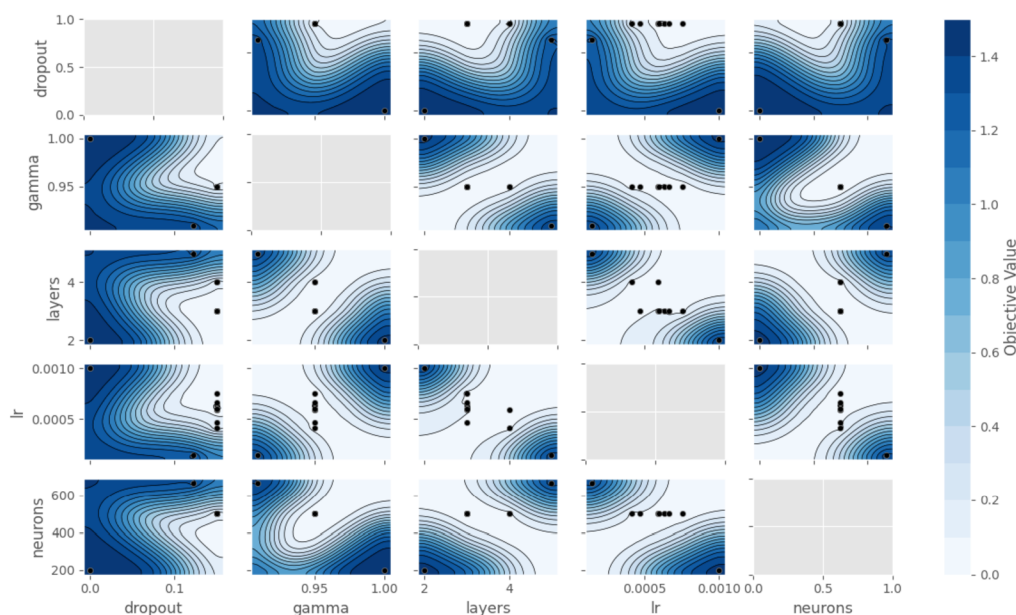 1.0
dropout
0.5
0.0
1.00
gamma
0.95
4
layers
2
0.0010
lr
0.0005
600
neurons
400
200
0.0 0.1
dropout
0.95 1.00
gamma
2 4
layers
0.0005 0.0010
lr
0.0 0.5 1.0
neurons
1.4
1.2
1.0
0.8
0.6
0.4
0.2
0.0
Objective Value